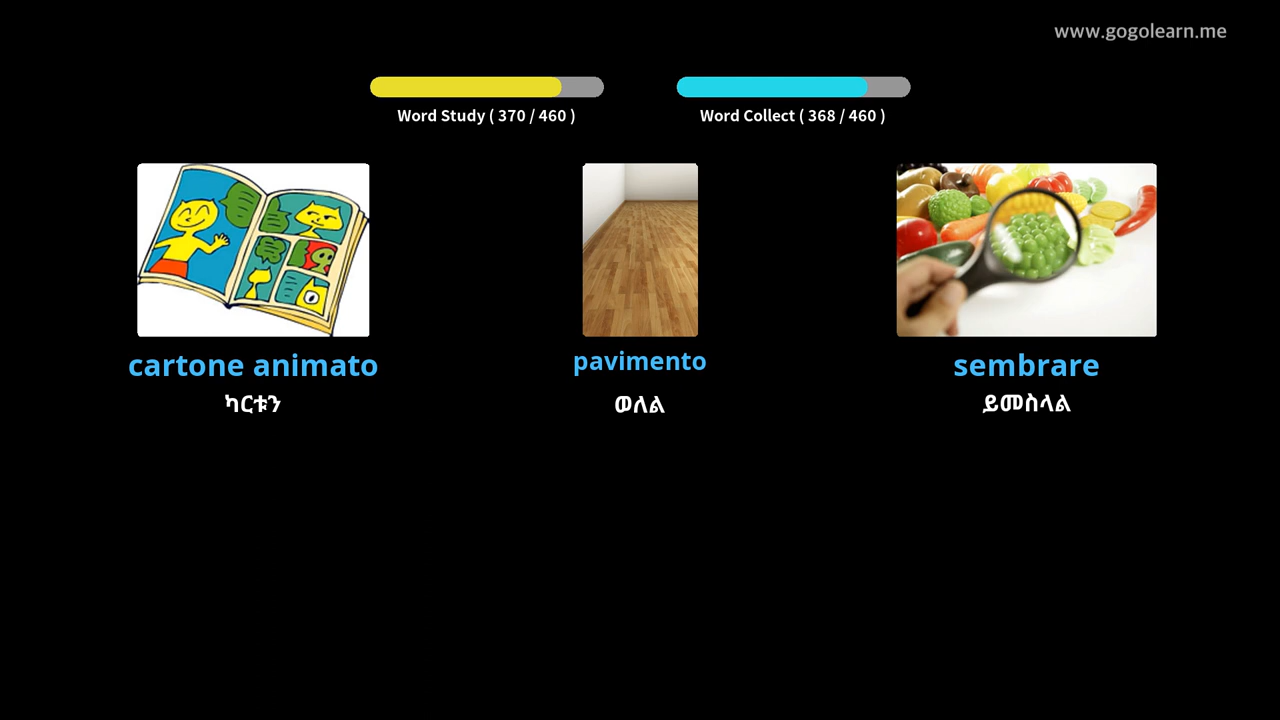 www.gogolearn.me
Word Study ( 370 / 460 )
Word Collect ( 368 / 460 )
cartone animato
pavimento
sembrare
ካርቱን
ወለል
ይመስላል